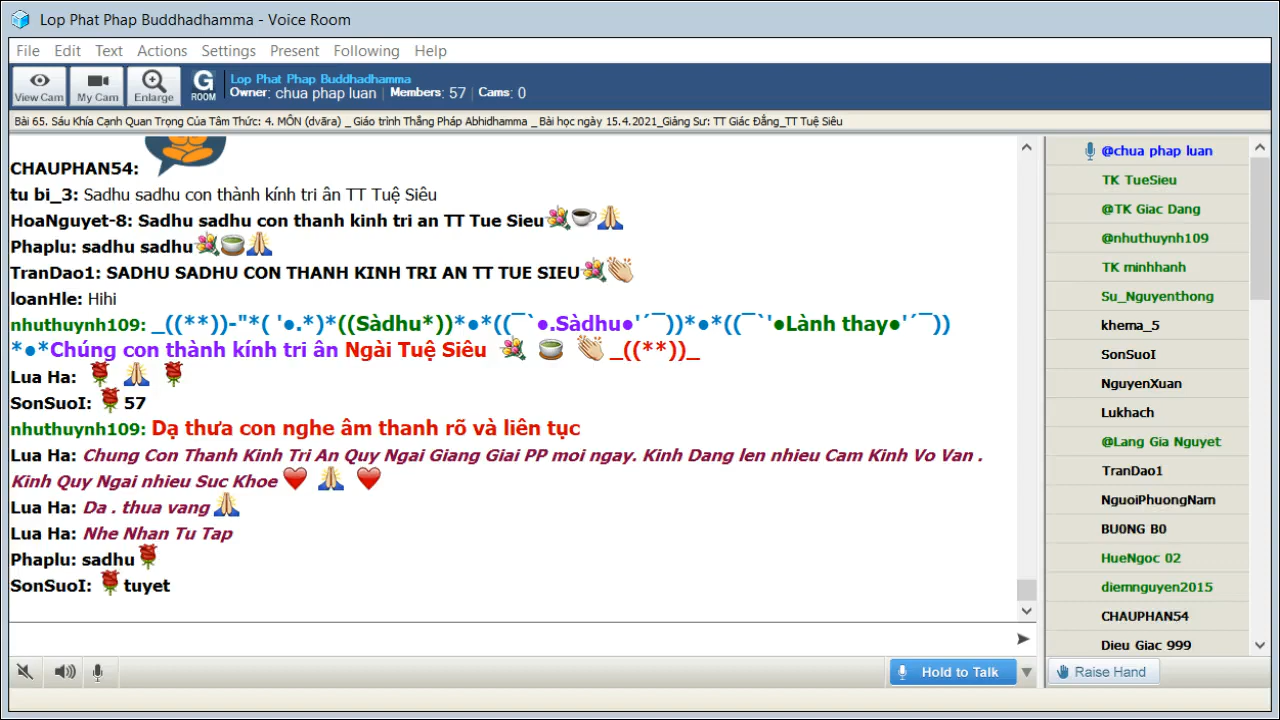 Lop Phat Phap Buddhadhamma - Voice Room
File Edit Text Actions Settings Present Following Help
View Cam My Cam Enlarge G ROOM
Lop Phat Phap Buddhadhamma
Owner: chua phap luan | Members: 57 | Cams: 0
Bài 65. Sáu Khía Cạnh Quan Trọng Của Tâm Thức: 4. MÔN (dvāra) _ Giáo trình Thắng Pháp Abhidhamma _ Bài học ngày 15.4.2021_Giảng Sư: TT Giác Đẳng_TT Tuệ Siêu
CHAUPHAN54:
tu bi_3: Sadhu sadhu con thành kính tri ân TT Tuệ Siêu
HoaNguyet-8: Sadhu sadhu con thanh kinh tri an TT Tue Sieu💐☕🙏
Phaplu: sadhu sadhu💐🍵🙏
TranDao1: SADHU SADHU CON THANH KINH TRI AN TT TUE SIEU💐👏
loanHle: Hihi
nhuthuynh109: _((**))-"*( '●.*)*((Sàdhu*))*●*((¯`●.Sàdhu●'´¯))*●*((¯`'●Lành thay●'´¯))
*●*Chúng con thành kính tri ân Ngài Tuệ Siêu 💐 🍵 👏 _((**))_
Lua Ha: 🌹 🙏 🌹
SonSuoI: 🌹57
nhuthuynh109: Dạ thưa con nghe âm thanh rõ và liên tục
Lua Ha: Chung Con Thanh Kinh Tri An Quy Ngai Giang Giai PP moi ngay. Kinh Dang len nhieu Cam Kinh Vo Van .
Kinh Quy Ngai nhieu Suc Khoe ❤️ 🙏 ❤️
Lua Ha: Da . thua vang 🙏
Lua Ha: Nhe Nhan Tu Tap
Phaplu: sadhu🌹
SonSuoI: 🌹tuyet
@chua phap luan
TK TueSieu
@TK Giac Dang
@nhuthuynh109
TK minhhanh
Su_Nguyenthong
khema_5
SonSuoI
NguyenXuan
Lukhach
@Lang Gia Nguyet
TranDao1
NguoiPhuongNam
BU0NG B0
HueNgoc 02
diemnguyen2015
CHAUPHAN54
Dieu Giac 999
Hold to Talk
Raise Hand